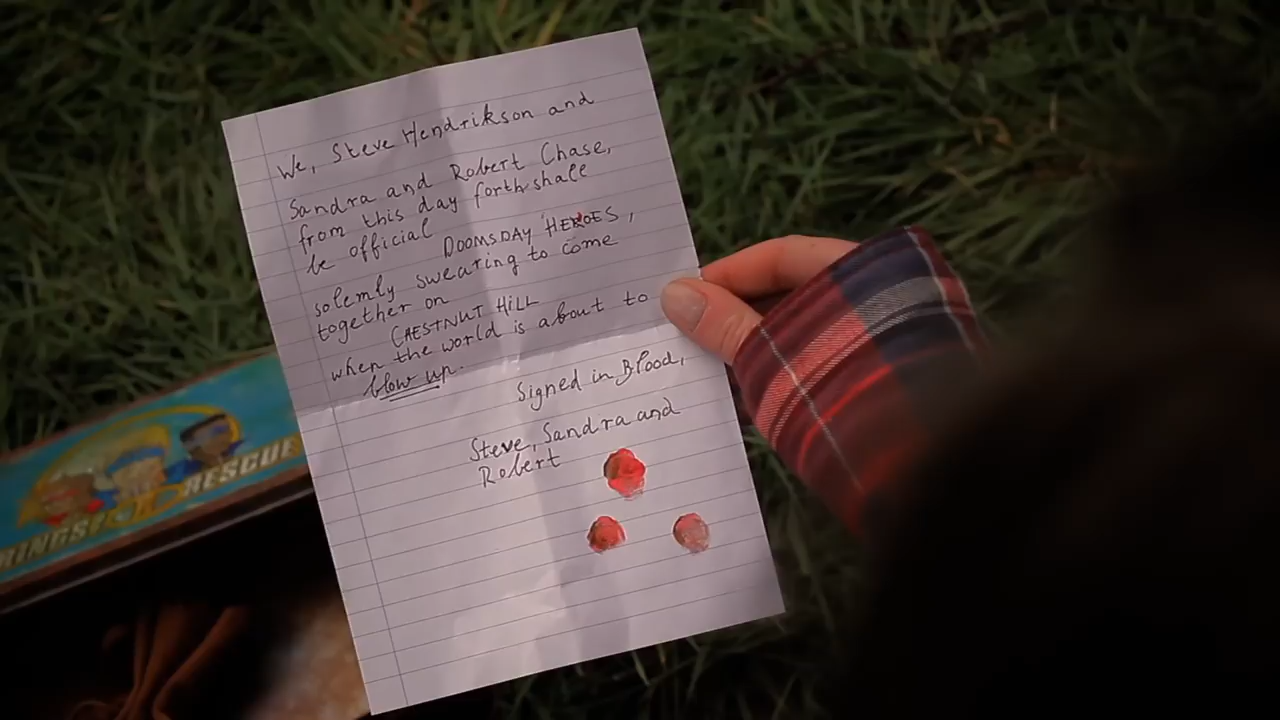 We, Steve Hendrikson and
Sandra and Robert Chase,
from this day forth shall
be official
DOOMSDAY HEROES,
solemly swearing to come
together on
CHESTNUT HILL
when the world is about to
blow up.
Signed in Blood,
Steve, Sandra and
Robert
RESCUE